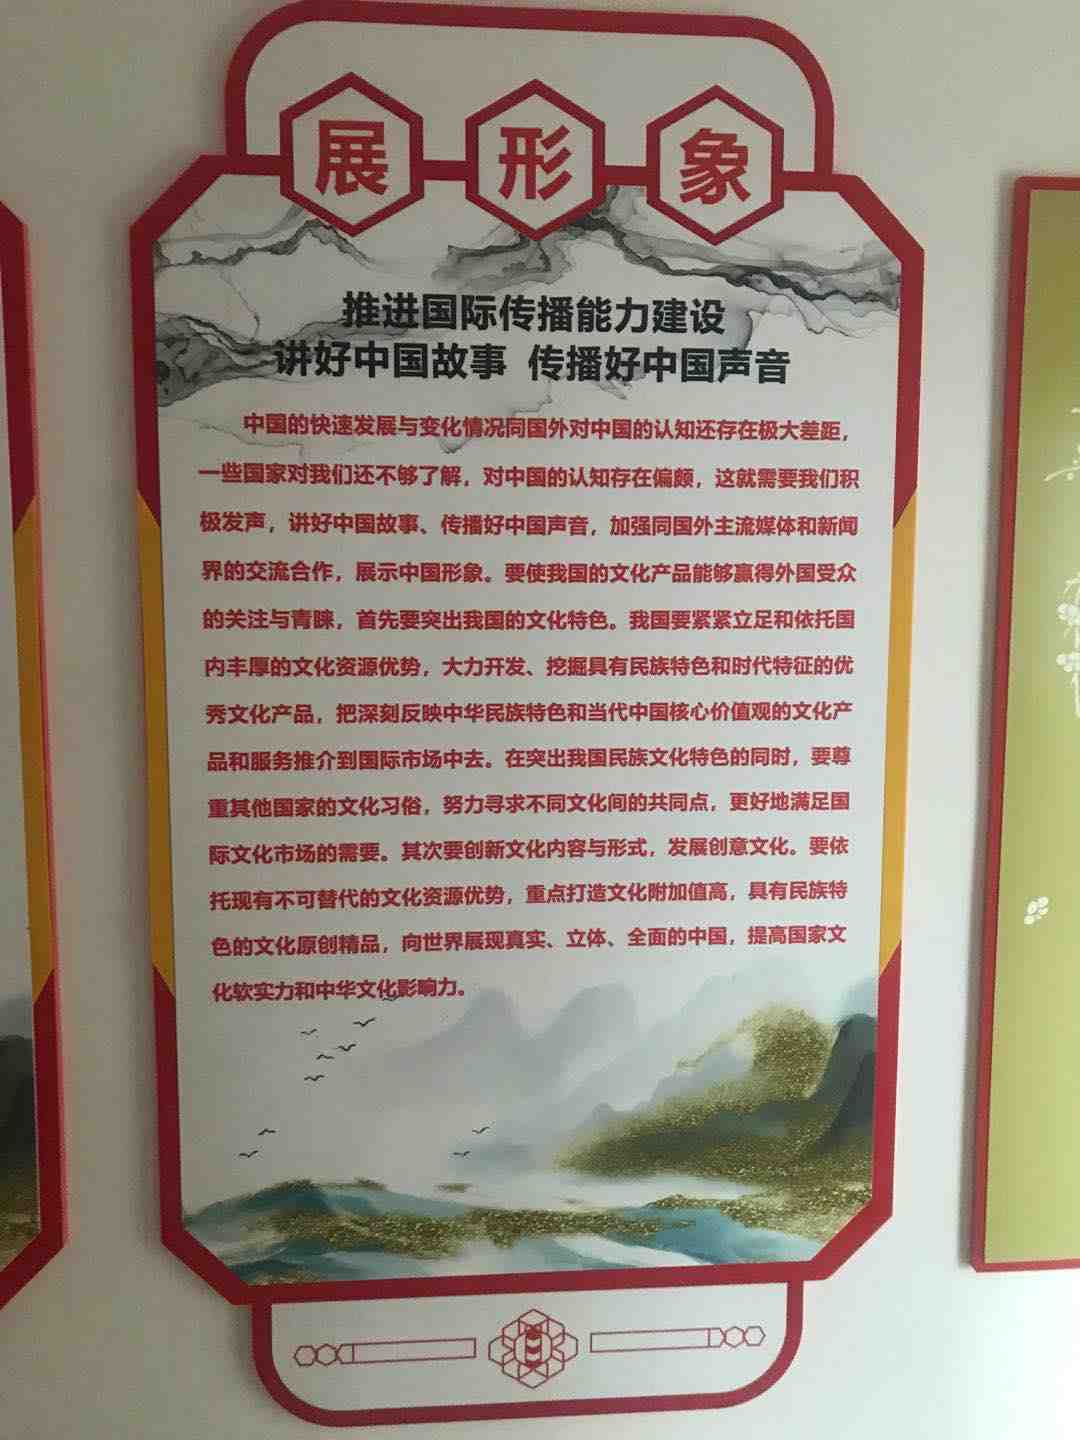 展形象
推进国际传播能力建设
讲好中国故事 传播好中国声音
中国的快速发展与变化情况同国外对中国的认知还存在极大差距，
一些国家对我们还不够了解，对中国的认知存在偏颇，这就需要我们积
极发声，讲好中国故事、传播好中国声音，加强同国外主流媒体和新闻
界的交流合作，展示中国形象。要使我国的文化产品能够赢得外国受众
的关注与青睐，首先要突出我国的文化特色。我国要紧紧立足和依托国
内丰厚的文化资源优势，大力开发、挖掘具有民族特色和时代特征的优
秀文化产品，把深刻反映中华民族特色和当代中国核心价值观的文化产
品和服务推介到国际市场中去。在突出我国民族文化特色的同时，要尊
重其他国家的文化习俗，努力寻求不同文化间的共同点，更好地满足国
际文化市场的需要。其次要创新文化内容与形式，发展创意文化。要依
托现有不可替代的文化资源优势，重点打造文化附加值高，具有民族特
色的文化原创精品，向世界展现真实、立体、全面的中国，提高国家文
化软实力和中华文化影响力。